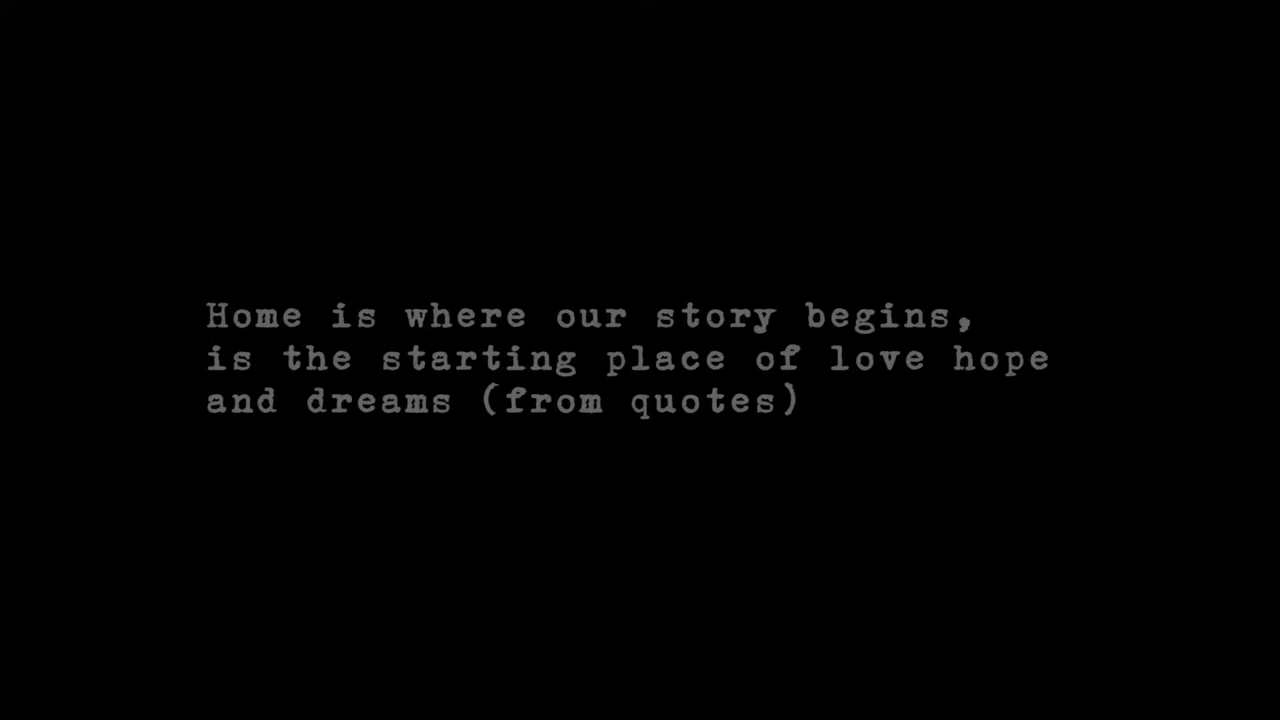 Home is where our story begins,
is the starting place of love hope
and dreams (from quotes)